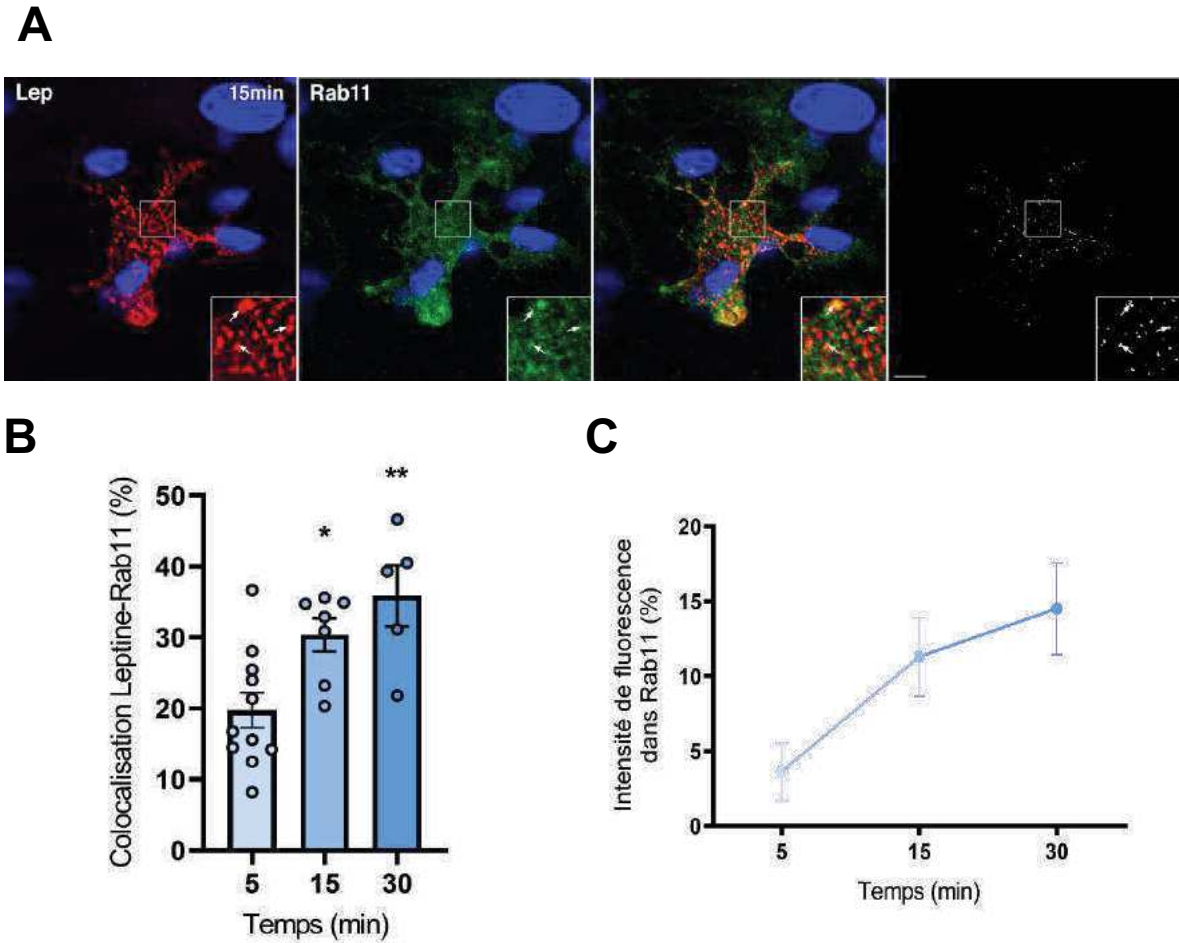 A
Lep 15min Rab11
B
C
Colocalisation Leptine-Rab11 (%)
50
40
30
20
10
0
*
**
5 15 30
Temps (min)
Intensité de fluorescence
dans Rab11 (%)
20
15
10
5
0
5 15 30
Temps (min)